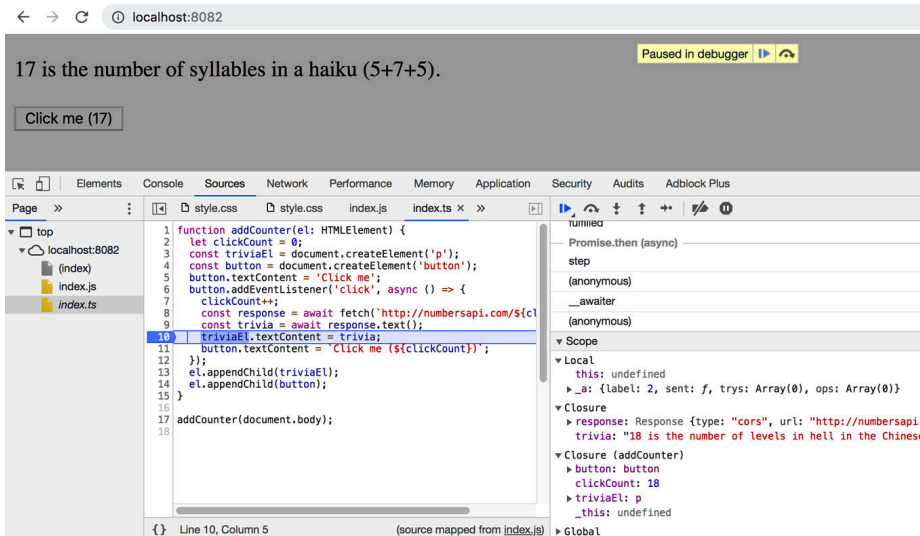 localhost:8082
Paused in debugger
17 is the number of syllables in a haiku (5+7+5).
Click me (17)
Elements Console Sources Network Performance Memory Application Security Audits Adblock Plus
Page » style.css style.css index.js index.ts × »
top
localhost:8082
(index)
index.js
index.ts
1 function addCounter(el: HTMLElement) {
2 let clickCount = 0;
3 const triviaEl = document.createElement('p');
4 const button = document.createElement('button');
5 button.textContent = 'Click me';
6 button.addEventListener('click', async () => {
7 clickCount++;
8 const response = await fetch(`http://numbersapi.com/${cl
9 const trivia = await response.text();
10 triviaEl.textContent = trivia;
11 button.textContent = `Click me (${clickCount})`;
12 });
13 el.appendChild(triviaEl);
14 el.appendChild(button);
15 }
16
17 addCounter(document.body);
18
{} Line 10, Column 5 (source mapped from index.js)
fulfilled
Promise.then (async)
step
(anonymous)
__awaiter
(anonymous)
Scope
Local
this: undefined
_a: {label: 2, sent: ƒ, trys: Array(0), ops: Array(0)}
Closure
response: Response {type: "cors", url: "http://numbersapi.
trivia: "18 is the number of levels in hell in the Chines
Closure (addCounter)
button: button
clickCount: 18
triviaEl: p
_this: undefined
Global